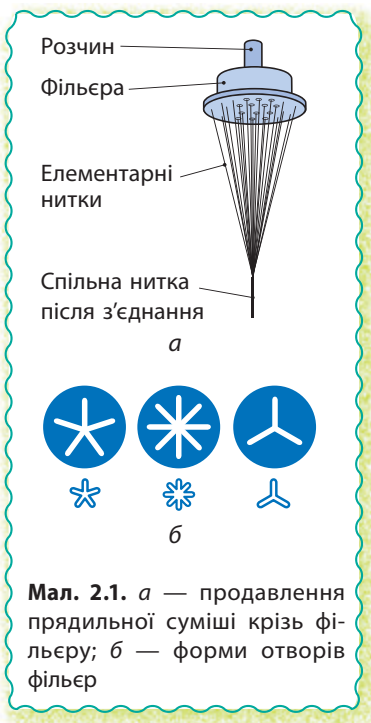 Розчин
Фільєра
Елементарні
нитки
Спільна нитка
після з’єднання
а
б
Мал. 2.1. а — продавлення
прядильної суміші крізь фі-
льєру; б — форми отворів
фільєр